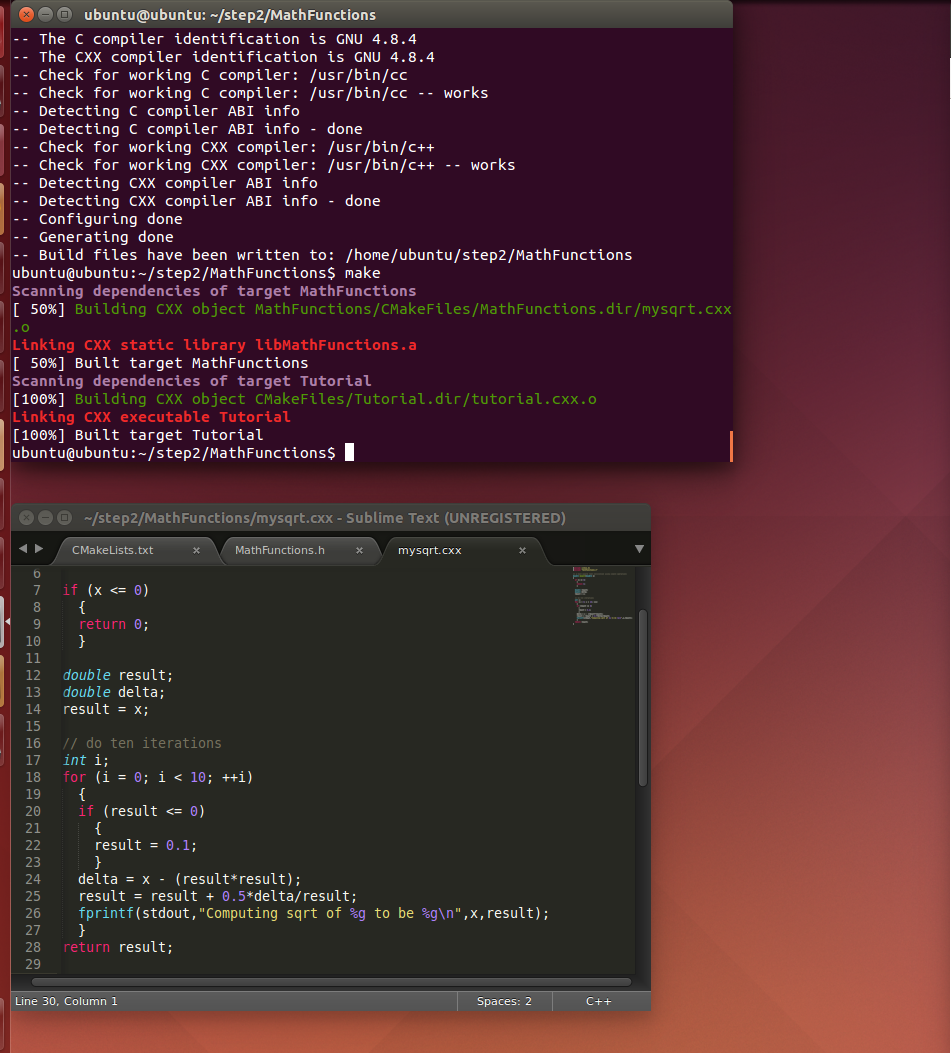 ubuntu@ubuntu: ~/step2/MathFunctions
-- The C compiler identification is GNU 4.8.4
-- The CXX compiler identification is GNU 4.8.4
-- Check for working C compiler: /usr/bin/cc
-- Check for working C compiler: /usr/bin/cc -- works
-- Detecting C compiler ABI info
-- Detecting C compiler ABI info - done
-- Check for working CXX compiler: /usr/bin/c++
-- Check for working CXX compiler: /usr/bin/c++ -- works
-- Detecting CXX compiler ABI info
-- Detecting CXX compiler ABI info - done
-- Configuring done
-- Generating done
-- Build files have been written to: /home/ubuntu/step2/MathFunctions
ubuntu@ubuntu:~/step2/MathFunctions$ make
Scanning dependencies of target MathFunctions
[ 50%] Building CXX object MathFunctions/CMakeFiles/MathFunctions.dir/mysqrt.cxx
.o
Linking CXX static library libMathFunctions.a
[ 50%] Built target MathFunctions
Scanning dependencies of target Tutorial
[100%] Building CXX object CMakeFiles/Tutorial.dir/tutorial.cxx.o
Linking CXX executable Tutorial
[100%] Built target Tutorial
ubuntu@ubuntu:~/step2/MathFunctions$
~/step2/MathFunctions/mysqrt.cxx - Sublime Text (UNREGISTERED)
CMakeLists.txt × MathFunctions.h × mysqrt.cxx ×
6
7 if (x <= 0)
8   {
9   return 0;
10   }
11
12 double result;
13 double delta;
14 result = x;
15
16 // do ten iterations
17 int i;
18 for (i = 0; i < 10; ++i)
19   {
20   if (result <= 0)
21     {
22     result = 0.1;
23     }
24   delta = x - (result*result);
25   result = result + 0.5*delta/result;
26   fprintf(stdout,"Computing sqrt of %g to be %g\n",x,result);
27   }
28 return result;
29
Line 30, Column 1 Spaces: 2 C++